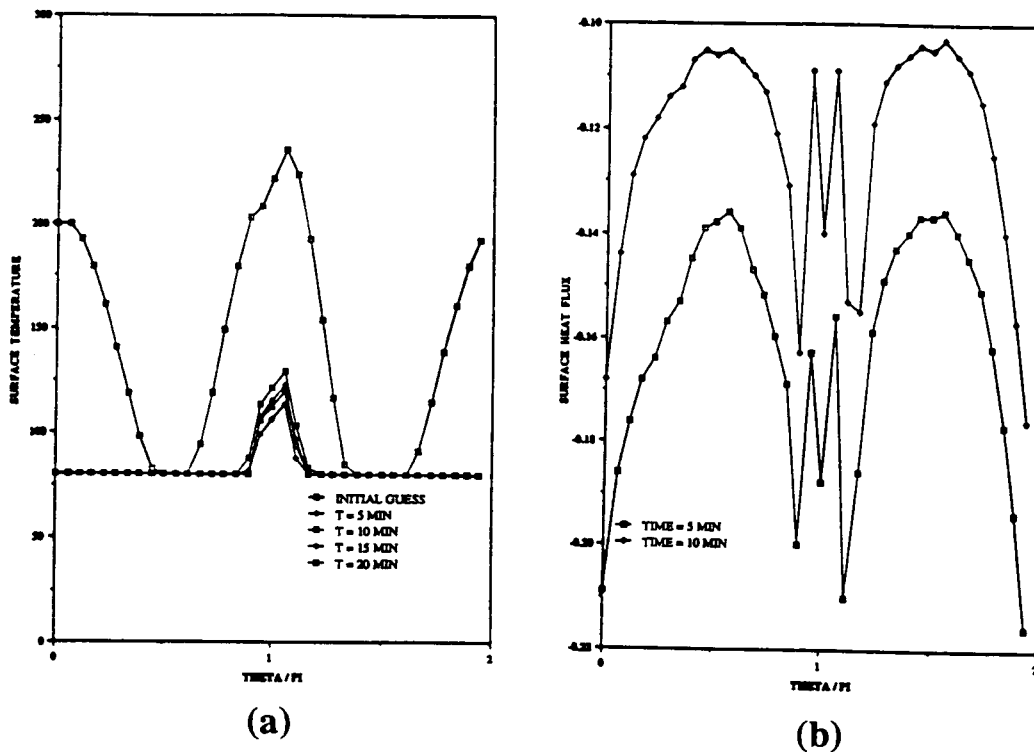 300
250
200
150
100
50
0
SURFACE TEMPERATURE
INITIAL GUESS
T = 5 MIN
T = 10 MIN
T = 15 MIN
T = 20 MIN
0
1
2
THETA / PI
(a)
-0.10
-0.12
-0.14
-0.16
-0.18
-0.20
SURFACE HEAT FLUX
TIME = 5 MIN
TIME = 10 MIN
0
1
2
THETA / PI
(b)